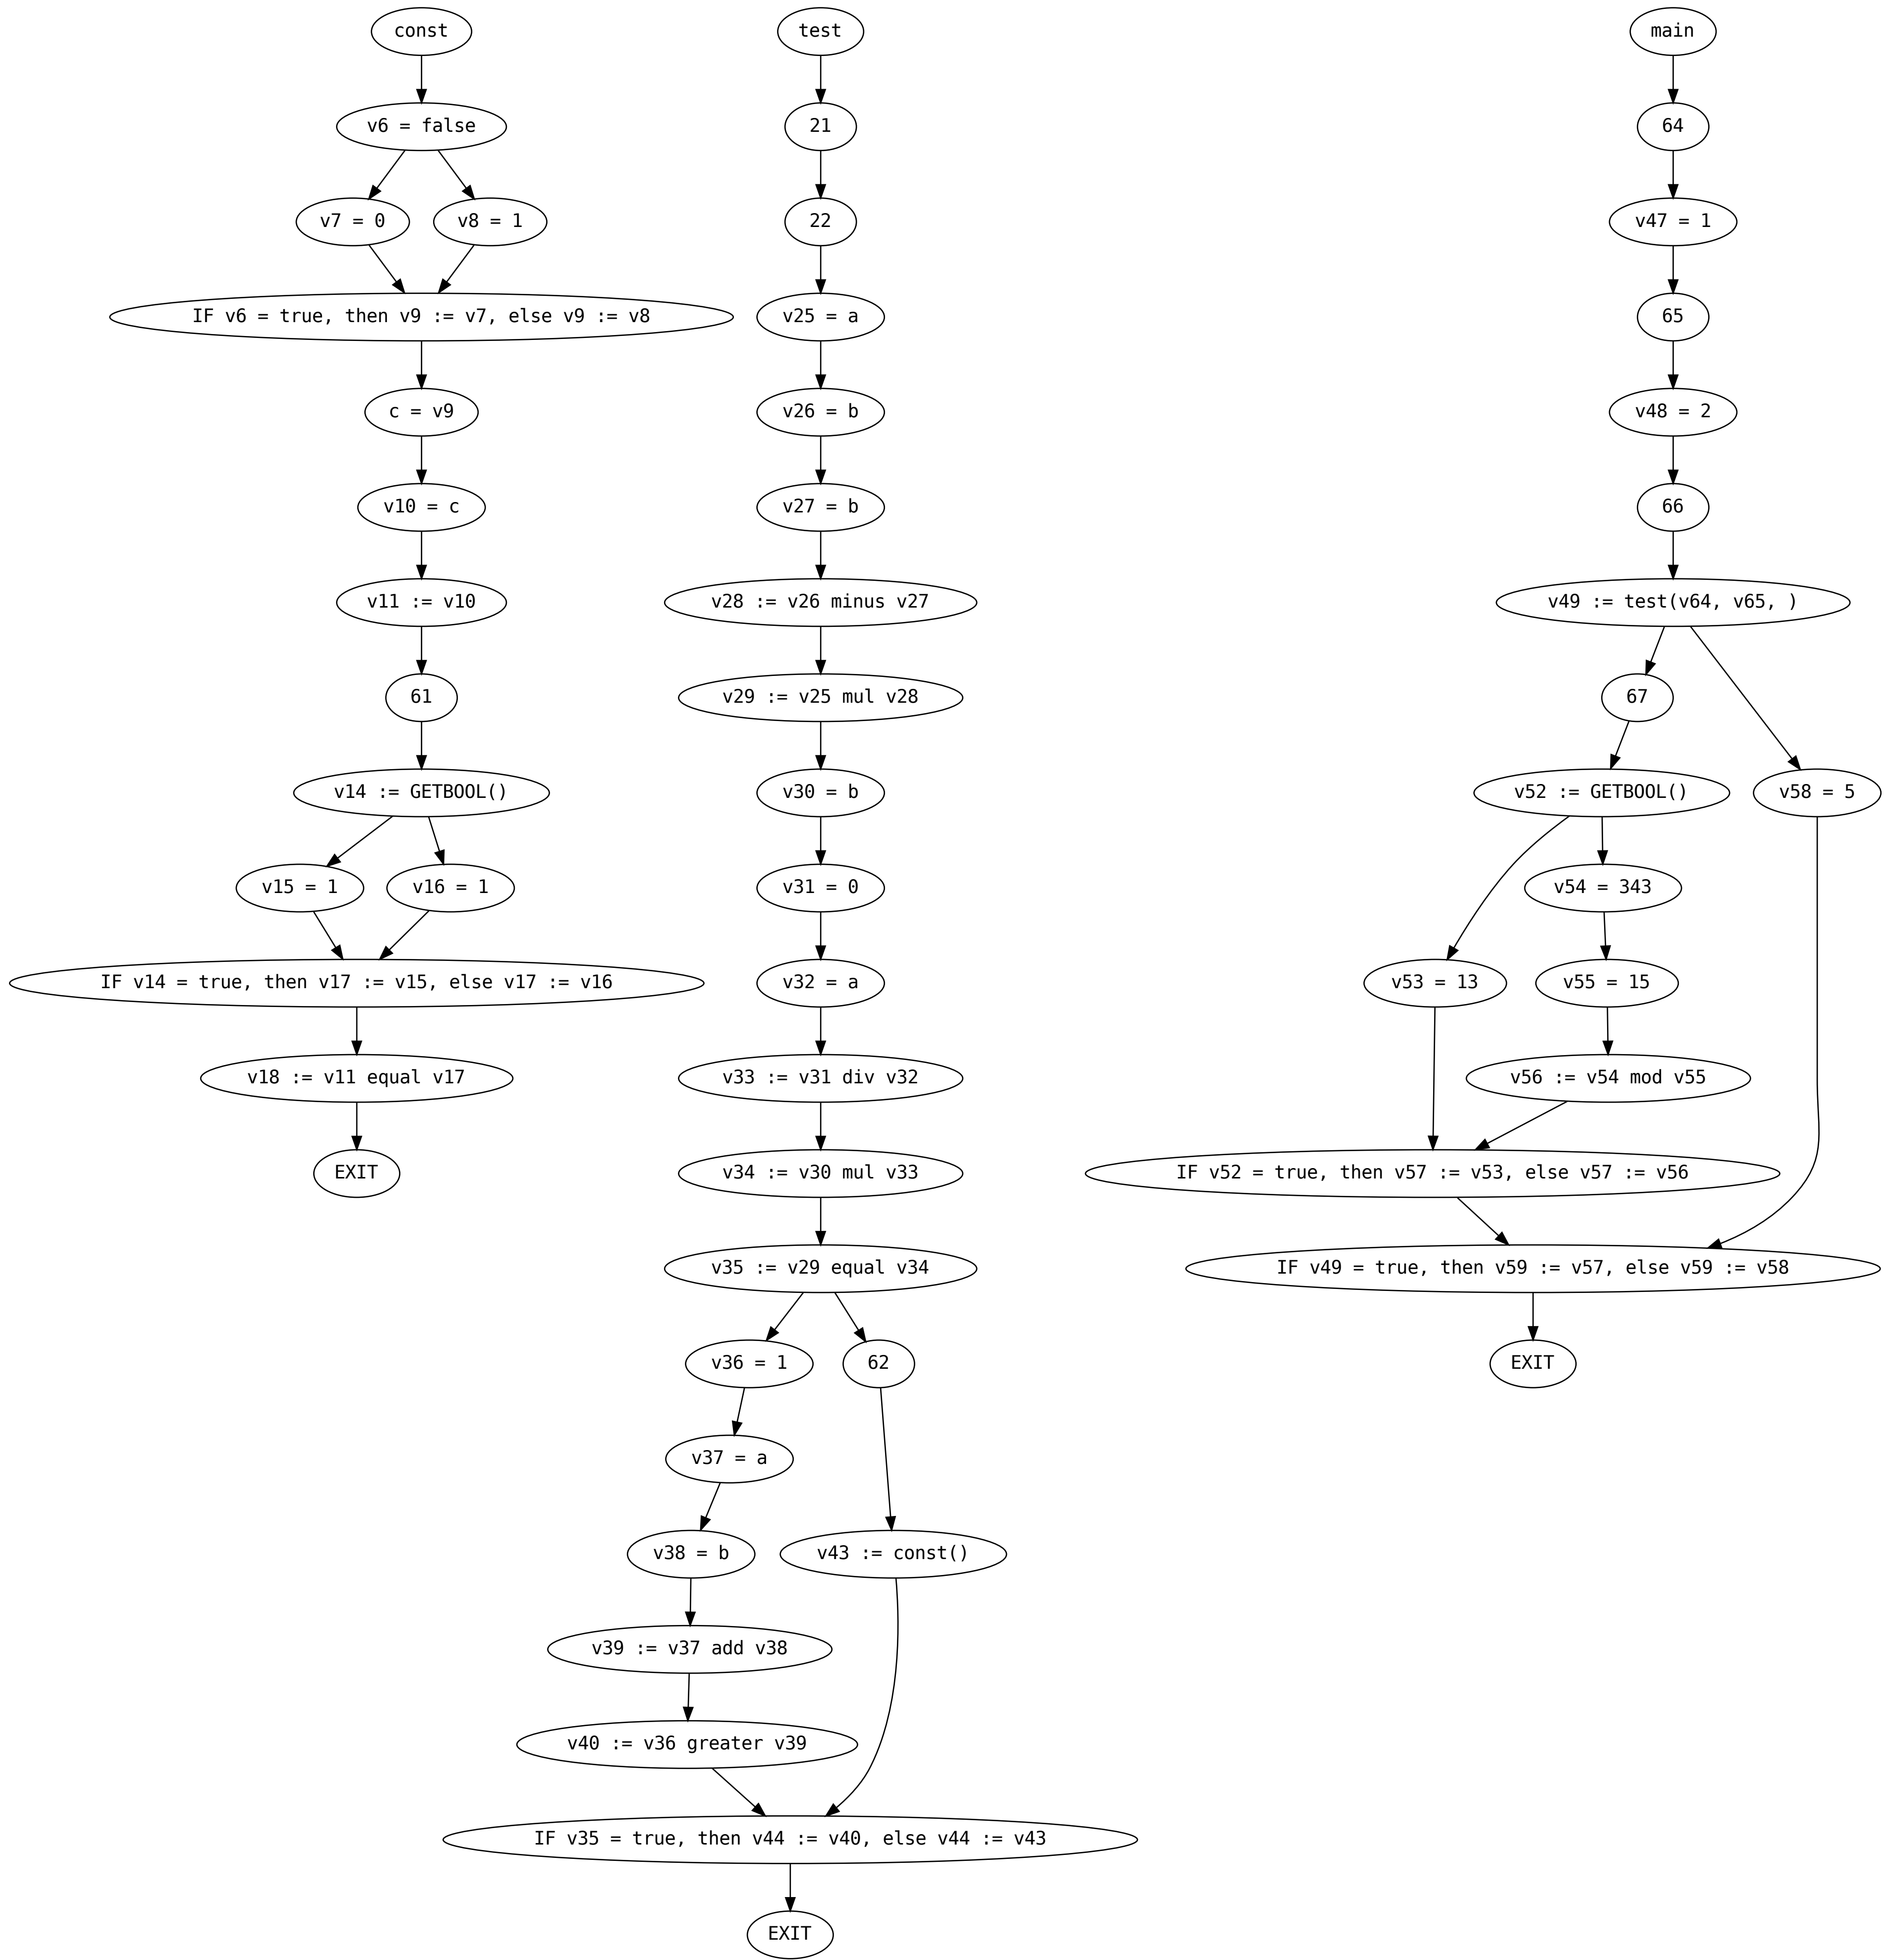 const
v6 = false
v7 = 0
v8 = 1
IF v6 = true, then v9 := v7, else v9 := v8
c = v9
v10 = c
v11 := v10
61
v14 := GETBOOL()
v15 = 1
v16 = 1
IF v14 = true, then v17 := v15, else v17 := v16
v18 := v11 equal v17
EXIT
test
21
22
v25 = a
v26 = b
v27 = b
v28 := v26 minus v27
v29 := v25 mul v28
v30 = b
v31 = 0
v32 = a
v33 := v31 div v32
v34 := v30 mul v33
v35 := v29 equal v34
v36 = 1
62
v37 = a
v38 = b
v43 := const()
v39 := v37 add v38
v40 := v36 greater v39
IF v35 = true, then v44 := v40, else v44 := v43
EXIT
main
64
v47 = 1
65
v48 = 2
66
v49 := test(v64, v65, )
67
v52 := GETBOOL()
v58 = 5
v54 = 343
v53 = 13
v55 = 15
v56 := v54 mod v55
IF v52 = true, then v57 := v53, else v57 := v56
IF v49 = true, then v59 := v57, else v59 := v58
EXIT